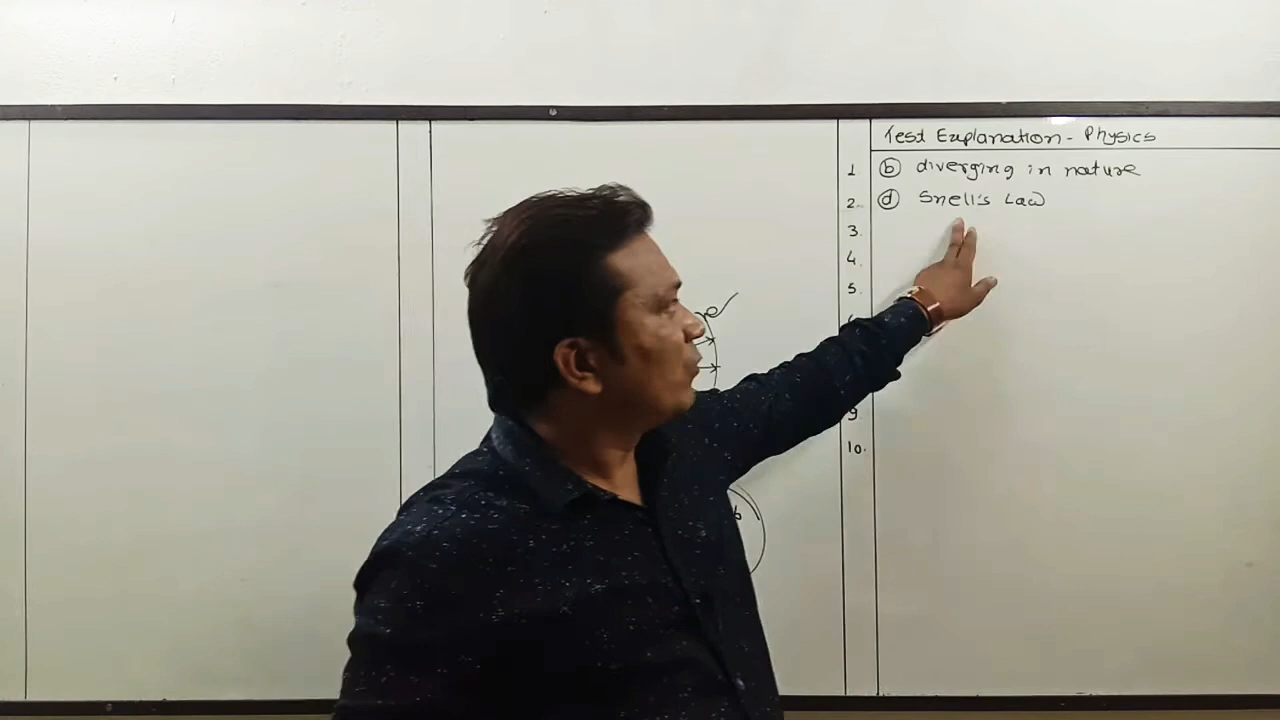 Test Explanation - Physics
1 (b) diverging in nature
2. (d) Snell's Law
3.
4.
5.
9.
10.